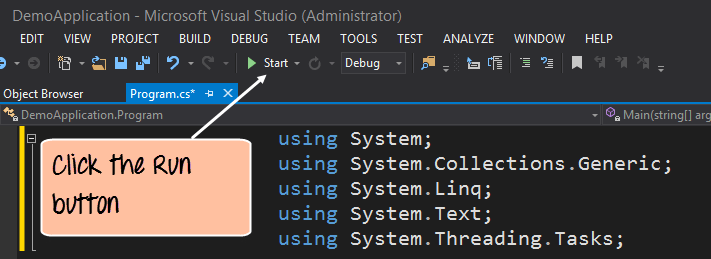 DemoApplication - Microsoft Visual Studio (Administrator)
EDIT VIEW PROJECT BUILD DEBUG TEAM TOOLS TEST ANALYZE WINDOW HELP
Start Debug
Object Browser Program.cs*
DemoApplication.Program Main(string[] arg
Click the Run
button
using System;
using System.Collections.Generic;
using System.Linq;
using System.Text;
using System.Threading.Tasks;